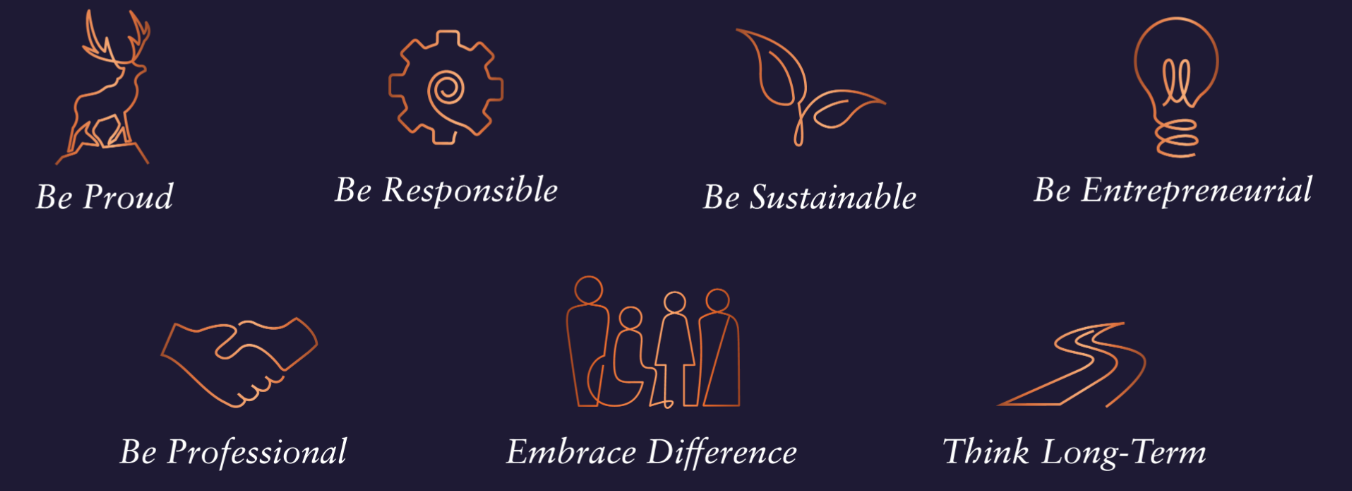 Be Proud
Be Responsible
Be Sustainable
Be Entrepreneurial
Be Professional
Embrace Difference
Think Long-Term